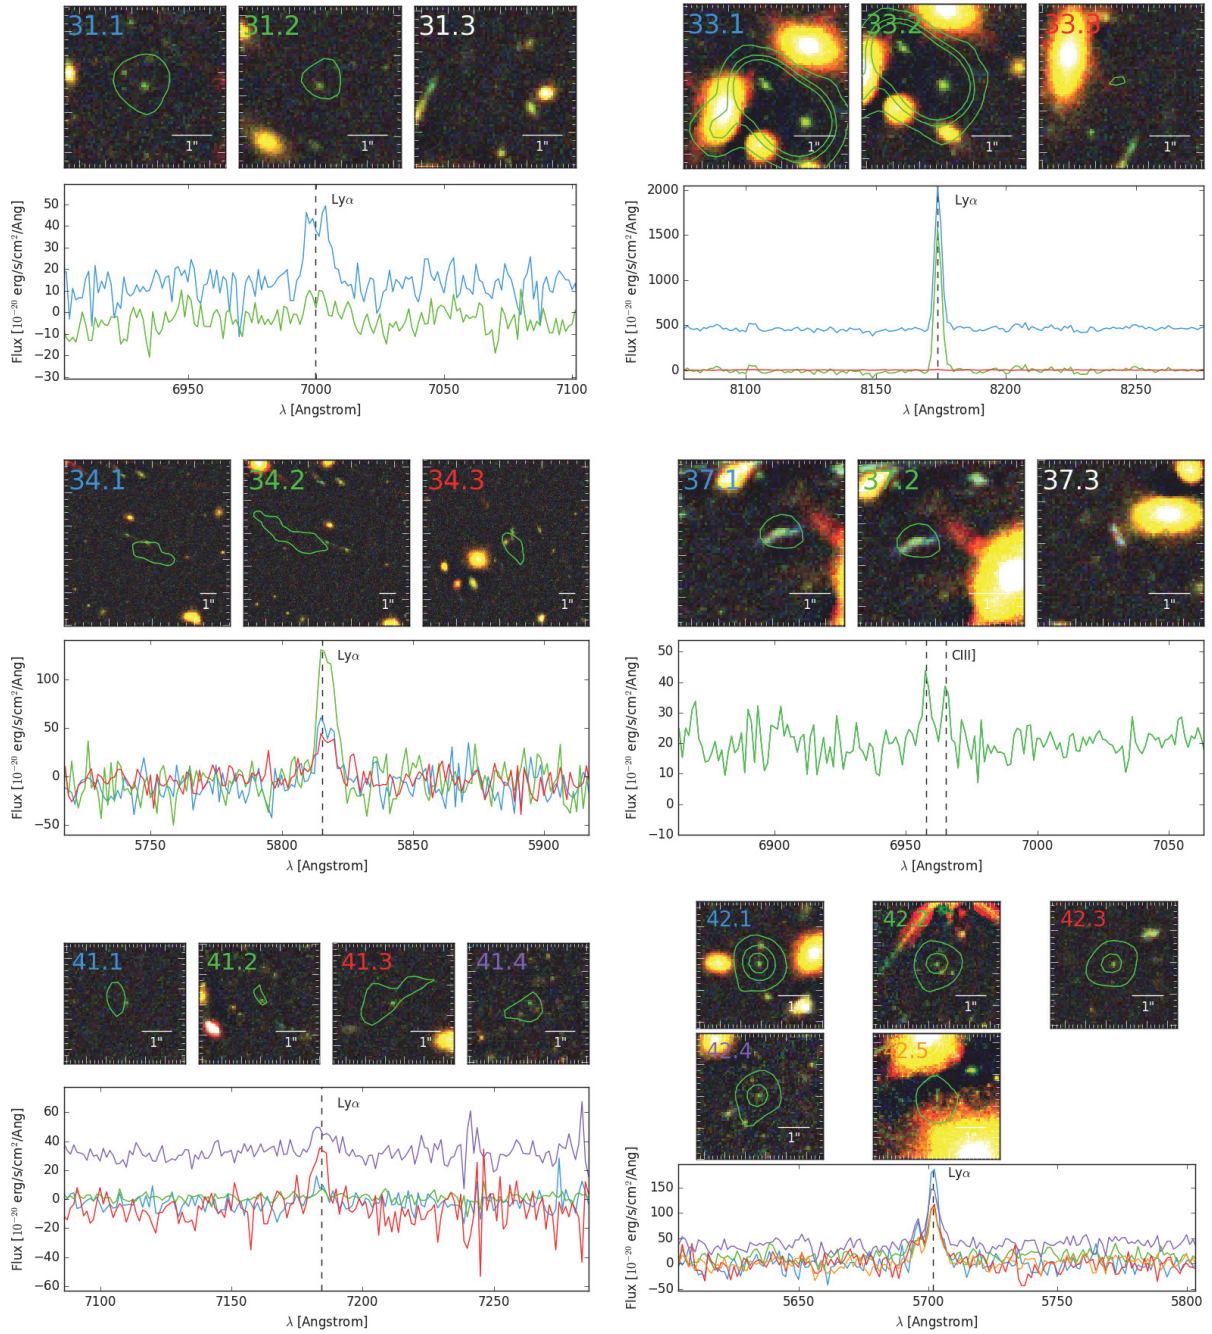 31.1 31.2 31.3
1" 1" 1"
Lyα
Flux [10⁻²⁰ erg/s/cm²/Ang]
50
40
30
20
10
0
−10
−20
−30
6950 7000 7050 7100
λ [Angstrom]
33.1 33.2 33.3
1" 1" 1"
Lyα
Flux [10⁻²⁰ erg/s/cm²/Ang]
2000
1500
1000
500
0
8100 8150 8200 8250
λ [Angstrom]
34.1 34.2 34.3
1" 1" 1"
Lyα
Flux [10⁻²⁰ erg/s/cm²/Ang]
100
50
0
−50
5750 5800 5850 5900
λ [Angstrom]
37.1 37.2 37.3
1" 1" 1"
CIII]
Flux [10⁻²⁰ erg/s/cm²/Ang]
50
40
30
20
10
0
−10
6900 6950 7000 7050
λ [Angstrom]
41.1 41.2 41.3 41.4
1" 1" 1" 1"
Lyα
Flux [10⁻²⁰ erg/s/cm²/Ang]
60
40
20
0
−20
−40
−60
7100 7150 7200 7250
λ [Angstrom]
42.1 42.2 42.3
1" 1" 1"
42.4 42.5
1" 1"
Lyα
Flux [10⁻²⁰ erg/s/cm²/Ang]
150
100
50
0
−50
5650 5700 5750 5800
λ [Angstrom]